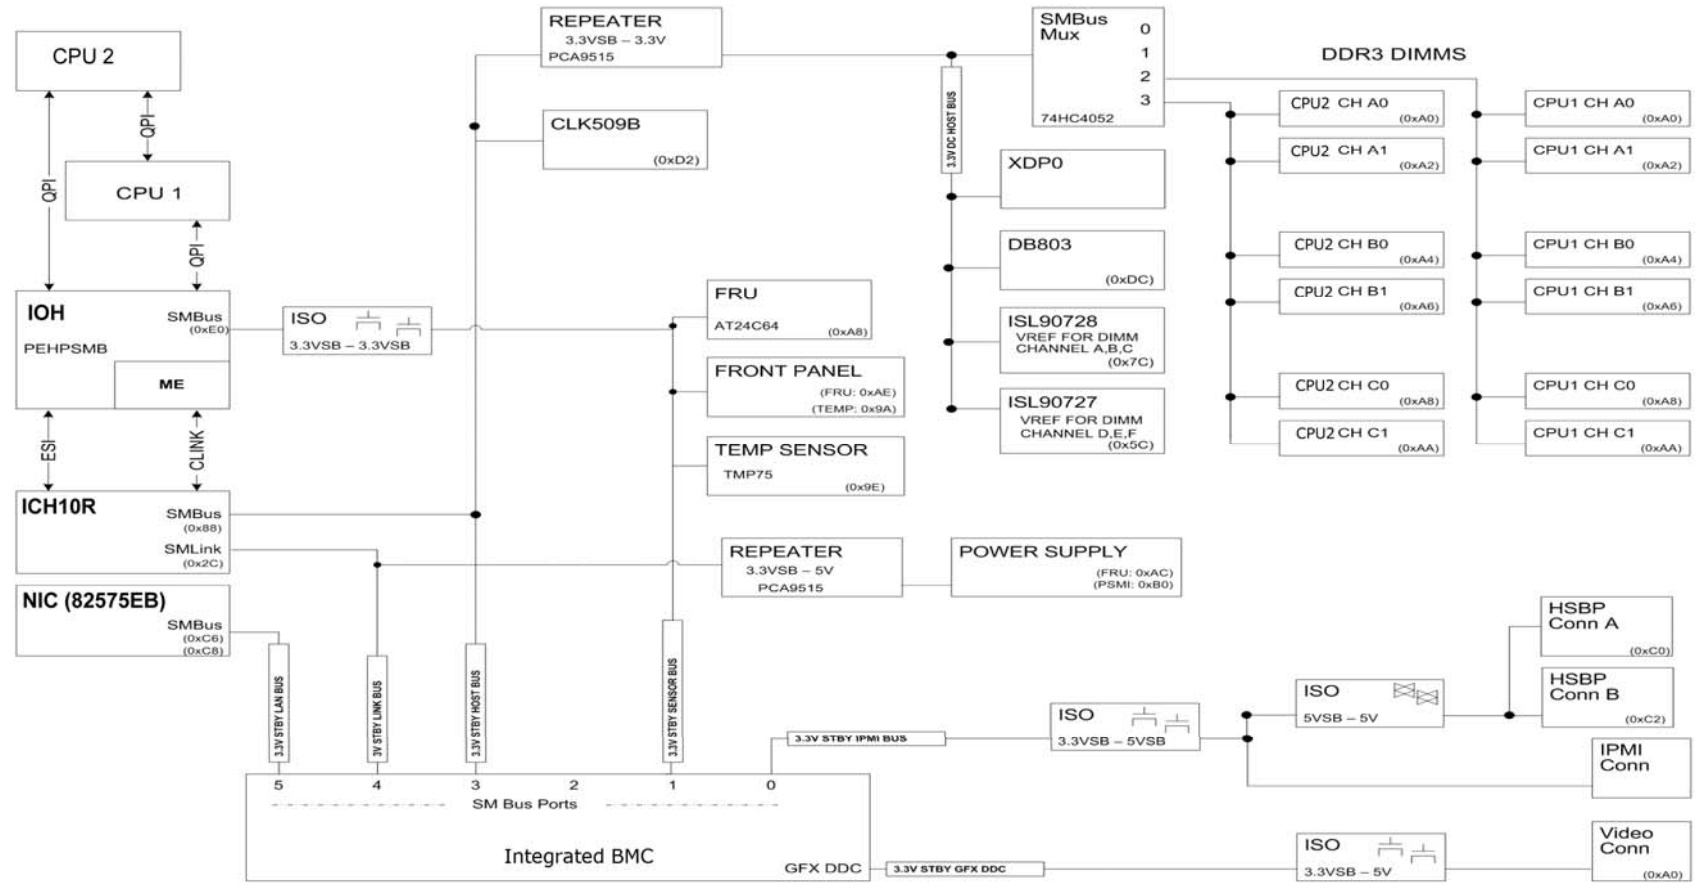 CPU 2
QPI
QPI
CPU 1
QPI
IOH
SMBus
(0xE0)
PEHPSMB
ME
ESI
CLINK
ICH10R
SMBus
(0x88)
SMLink
(0x2C)
NIC (82575EB)
SMBus
(0xC6)
(0xC8)
ISO
3.3VSB – 3.3VSB
REPEATER
3.3VSB – 3.3V
PCA9515
CLK509B
(0xD2)
FRU
AT24C64
(0xA8)
FRONT PANEL
(FRU: 0xAE)
(TEMP: 0x9A)
TEMP SENSOR
TMP75
(0x9E)
REPEATER
3.3VSB – 5V
PCA9515
POWER SUPPLY
(FRU: 0xAC)
(PSMI: 0xB0)
3.3V DC HOST BUS
SMBus
Mux
0
1
2
3
74HC4052
XDP0
DB803
(0xDC)
ISL90728
VREF FOR DIMM
CHANNEL A,B,C
(0x7C)
ISL90727
VREF FOR DIMM
CHANNEL D,E,F
(0x5C)
DDR3 DIMMS
CPU2 CH A0
(0xA0)
CPU2 CH A1
(0xA2)
CPU2 CH B0
(0xA4)
CPU2 CH B1
(0xA6)
CPU2 CH C0
(0xA8)
CPU2 CH C1
(0xAA)
CPU1 CH A0
(0xA0)
CPU1 CH A1
(0xA2)
CPU1 CH B0
(0xA4)
CPU1 CH B1
(0xA6)
CPU1 CH C0
(0xA8)
CPU1 CH C1
(0xAA)
3.3V STBY LAN BUS
3V STBY LINK BUS
3.3V STBY HOST BUS
3.3V STBY SENSOR BUS
3.3V STBY IPMI BUS
ISO
3.3VSB – 5VSB
ISO
5VSB – 5V
HSBP
Conn A
(0xC0)
HSBP
Conn B
(0xC2)
IPMI
Conn
5 4 3 2 1 0
SM Bus Ports
Integrated BMC
GFX DDC
3.3V STBY GFX DDC
ISO
3.3VSB – 5V
Video
Conn
(0xA0)